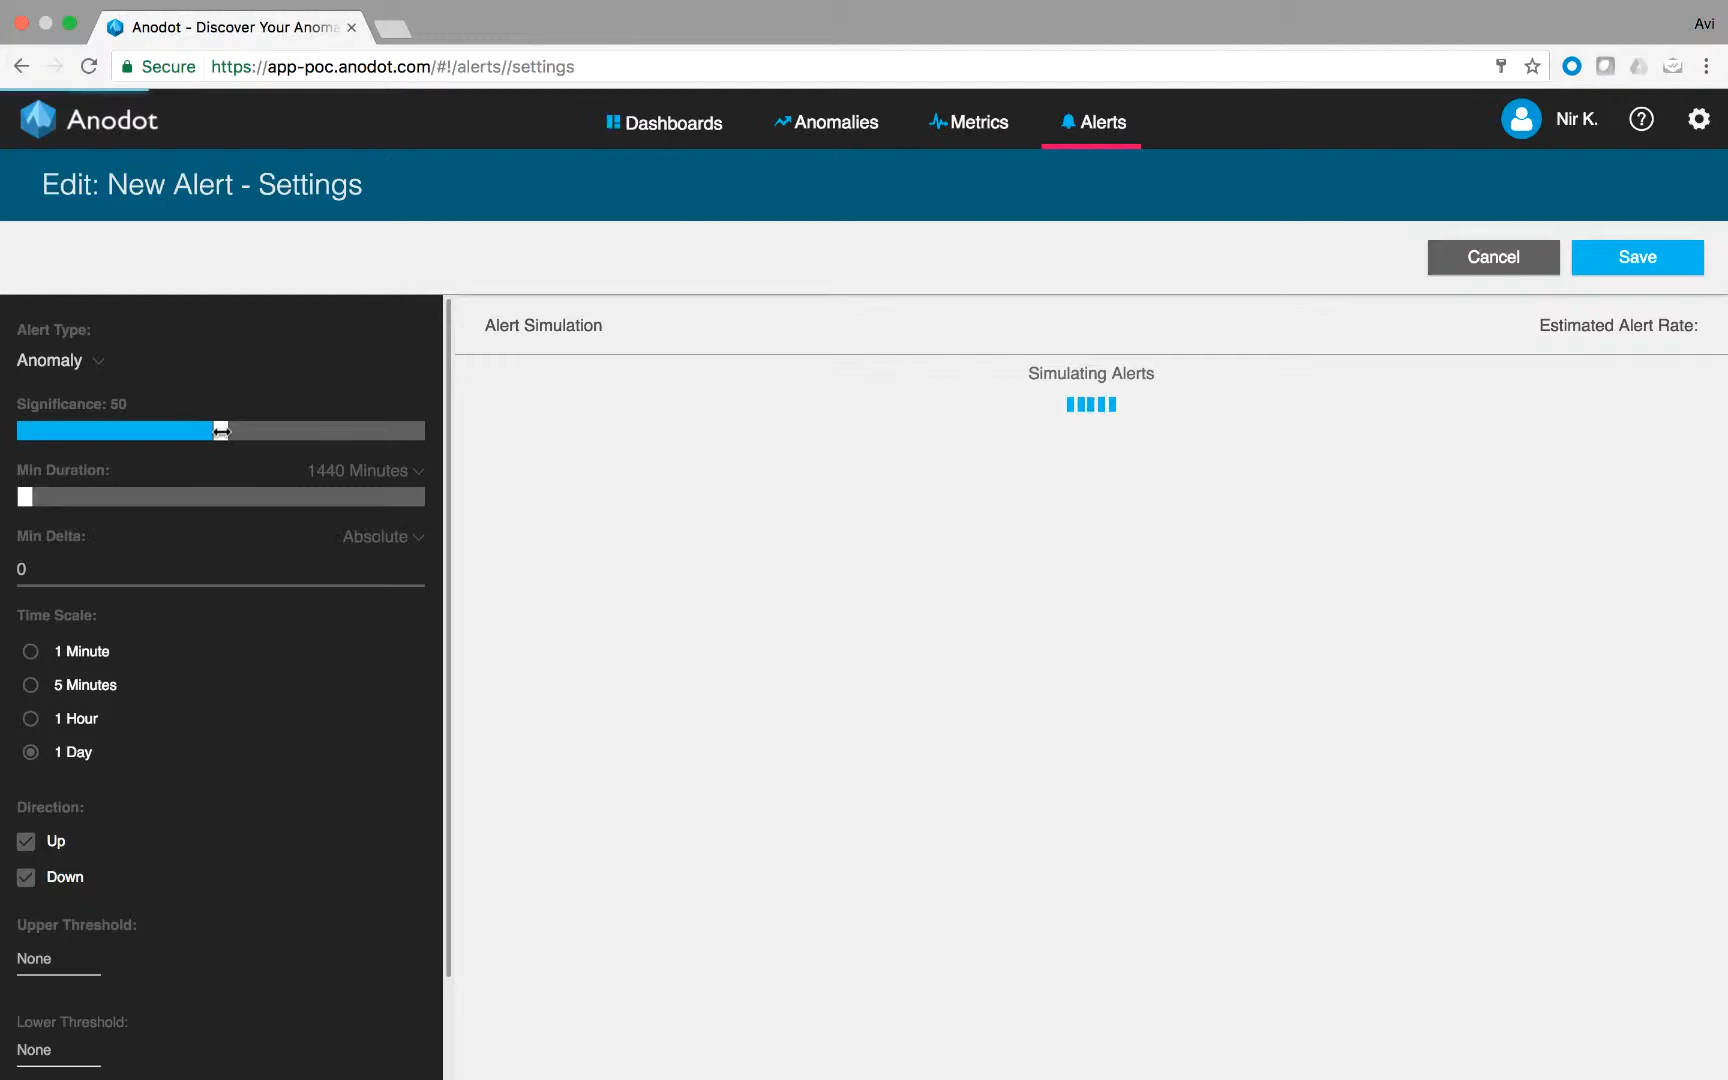 Anodot - Discover Your Anoma
Avi
Secure https://app-poc.anodot.com/#!/alerts//settings
Anodot
Dashboards
Anomalies
Metrics
Alerts
Nir K.
?
Edit: New Alert - Settings
Cancel
Save
Alert Type:
Anomaly
Significance: 50
Min Duration:
1440 Minutes
Min Delta:
Absolute
0
Time Scale:
1 Minute
5 Minutes
1 Hour
1 Day
Direction:
Up
Down
Upper Threshold:
None
Lower Threshold:
None
Alert Simulation
Estimated Alert Rate:
Simulating Alerts